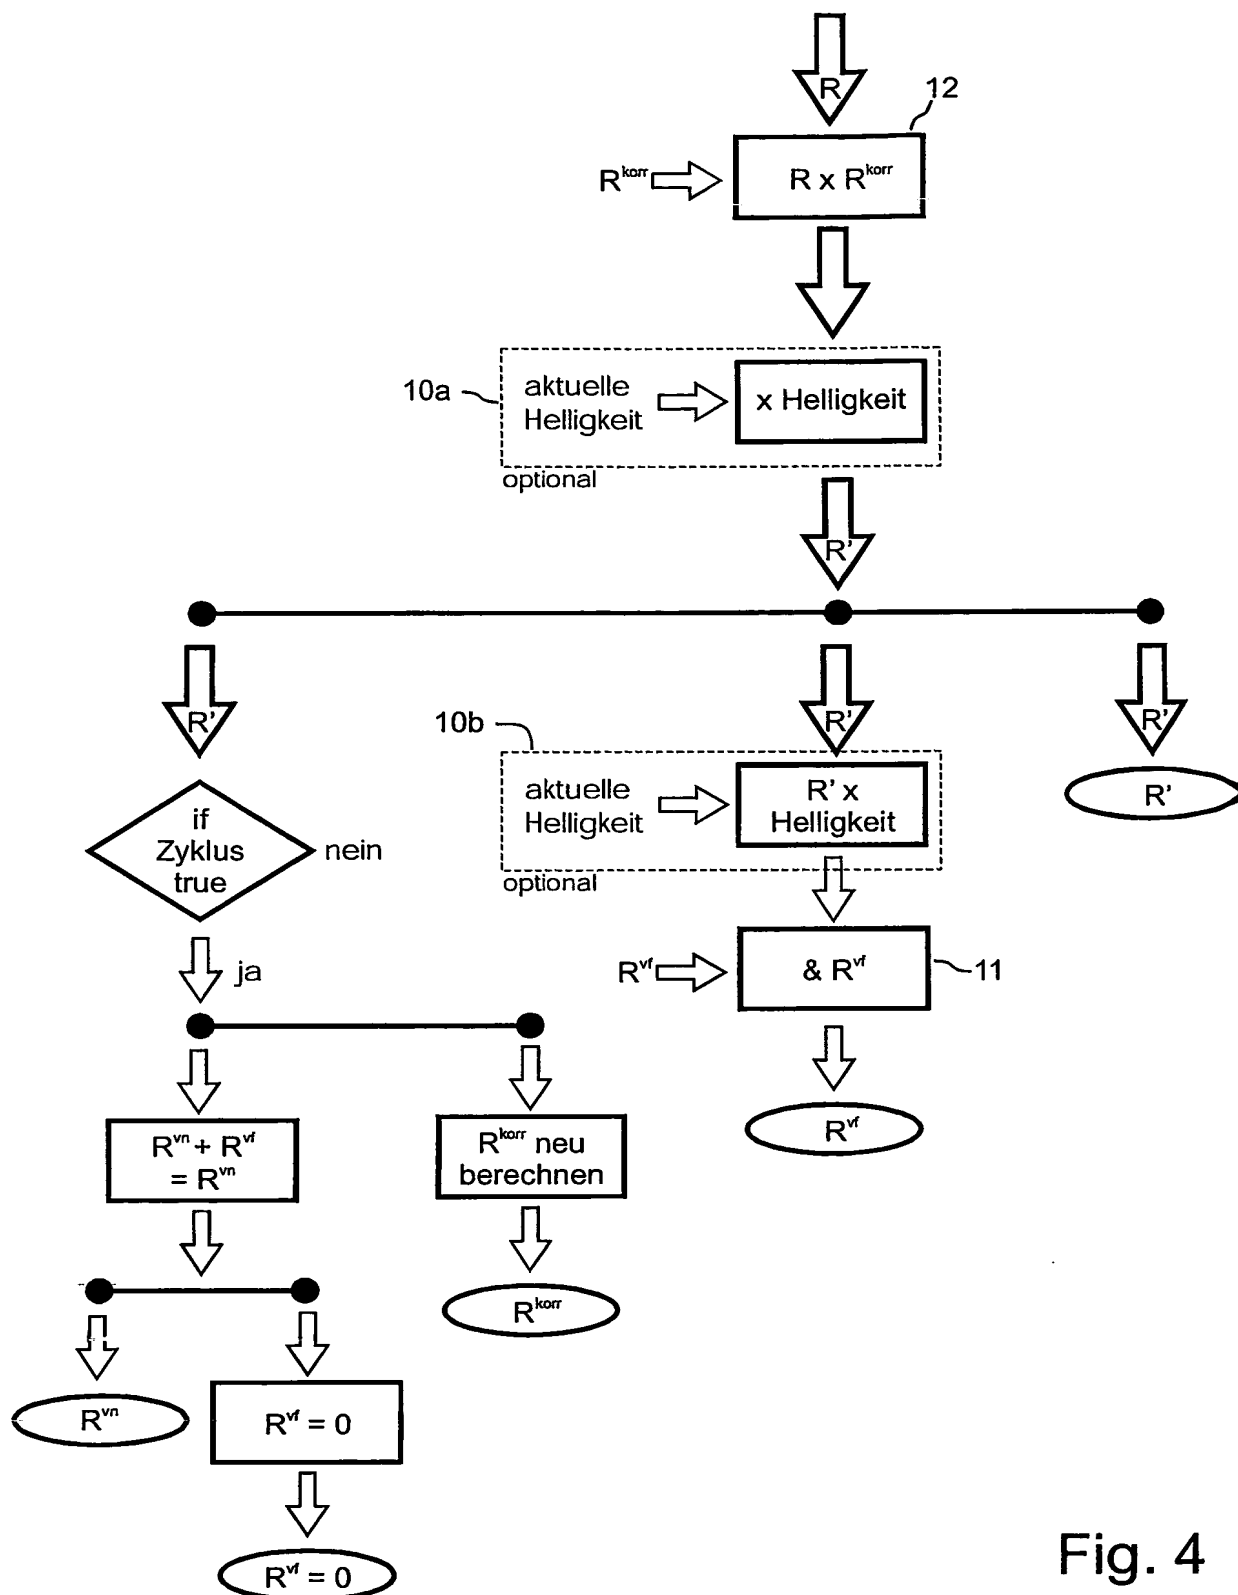 R
12
R^korr
R x R^korr
10a
aktuelle
Helligkeit
x Helligkeit
optional
R'
R'
R'
R'
10b
aktuelle
Helligkeit
R' x
Helligkeit
optional
R'
if
Zyklus
true
nein
ja
R^vf
& R^vf
11
R^vn + R^vf
= R^vn
R^korr neu
berechnen
R^vf
R^korr
R^vn
R^vf = 0
R^vf = 0
Fig. 4